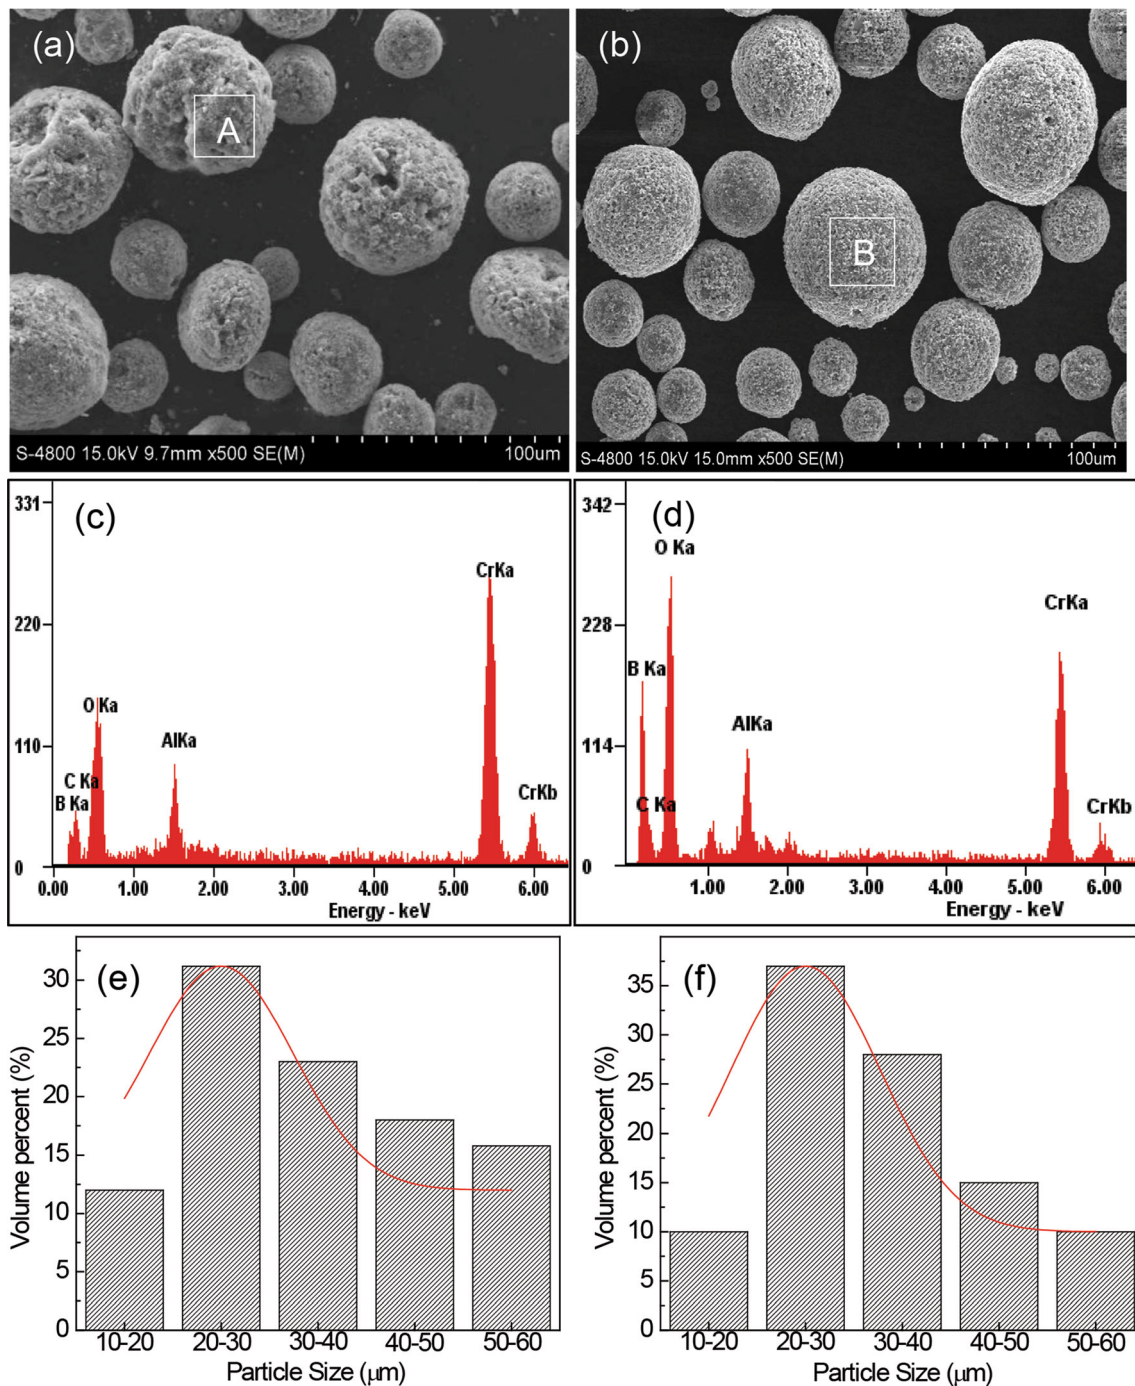 (a)
A
S-4800 15.0kV 9.7mm x500 SE(M) 100um
(b)
B
S-4800 15.0kV 15.0mm x500 SE(M) 100um
(c)
331
220
110
0
C Ka
B Ka
O Ka
AlKa
CrKa
CrKb
0.00 1.00 2.00 3.00 4.00 5.00 6.00
Energy - keV
(d)
342
228
114
0
O Ka
B Ka
C Ka
AlKa
CrKa
CrKb
1.00 2.00 3.00 4.00 5.00 6.00
Energy - keV
(e)
Volume percent (%)
30
25
20
15
10
5
0
10-20 20-30 30-40 40-50 50-60
Particle Size (μm)
(f)
Volume percent (%)
35
30
25
20
15
10
5
0
10-20 20-30 30-40 40-50 50-60
Particle Size (μm)